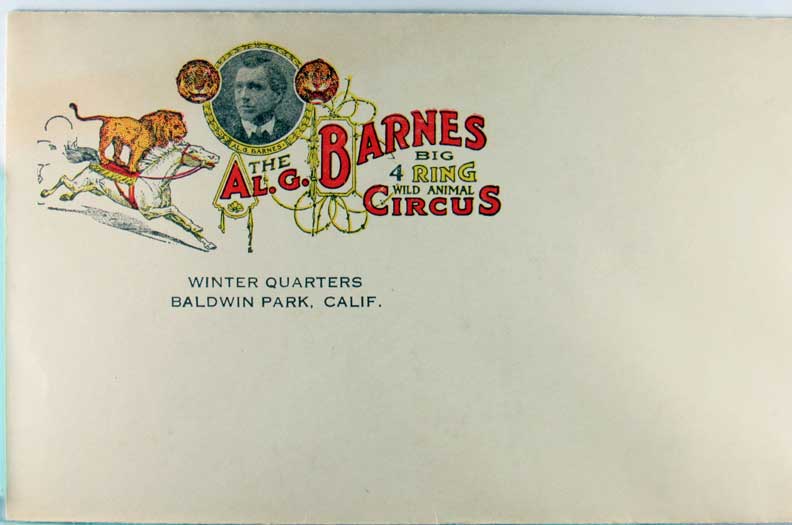 AL. G. BARNES
THE
AL. G. BARNES
BIG
4 RING
WILD ANIMAL
CIRCUS
WINTER QUARTERS
BALDWIN PARK, CALIF.